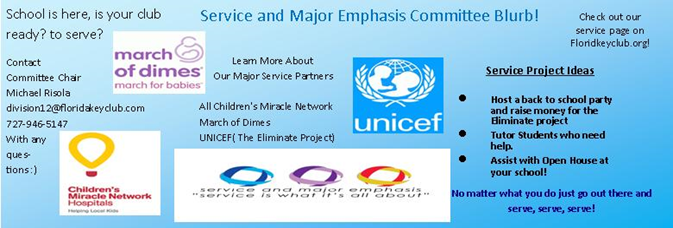 School is here, is your club
ready? to serve?
Contact
Committee Chair
Michael Risola
division12@floridakeyclub.com
727-946-5147
With any
ques-
tions:)
Children's
Miracle Network
Hospitals
Helping Local Kids
march
of dimes
march for babies
Service and Major Emphasis Committee Blurb!
Learn More About
Our Major Service Partners
All Children's Miracle Network
March of Dimes
UNICEF( The Eliminate Project)
unicef
service and major emphasis
"service is what it's all about"
Check out our
service page on
Floridkeyclub.org!
Service Project Ideas
● Host a back to school party
and raise money for the
Eliminate project
● Tutor Students who need
help.
● Assist with Open House at
your school!
No matter what you do just go out there and
serve, serve, serve!